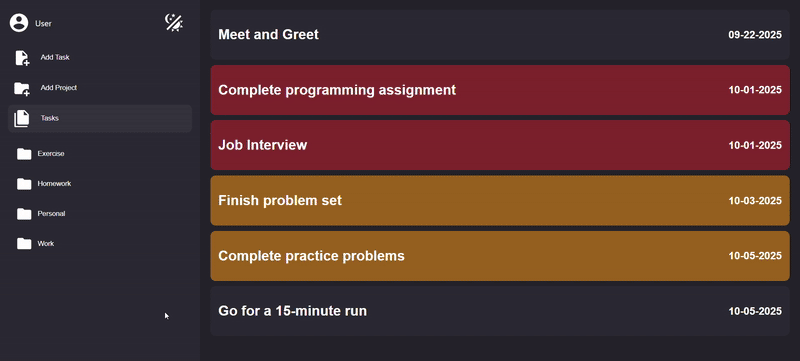 User
Add Task
Add Project
Tasks
Exercise
Homework
Personal
Work
Meet and Greet 09-22-2025
Complete programming assignment 10-01-2025
Job Interview 10-01-2025
Finish problem set 10-03-2025
Complete practice problems 10-05-2025
Go for a 15-minute run 10-05-2025